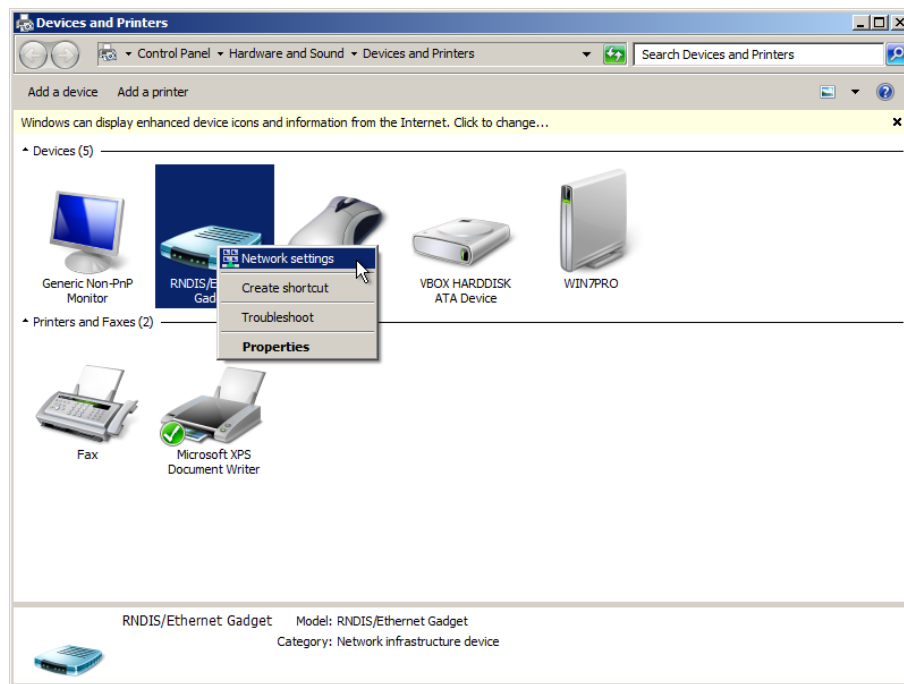 Devices and Printers
Control Panel Hardware and Sound Devices and Printers
Search Devices and Printers
Add a device Add a printer
Windows can display enhanced device icons and information from the Internet. Click to change...
Devices (5)
Generic Non-PnP
Monitor
RNDIS/E
Gad
Network settings
Create shortcut
Troubleshoot
Properties
VBOX HARDDISK
ATA Device
WIN7PRO
Printers and Faxes (2)
Fax
Microsoft XPS
Document Writer
RNDIS/Ethernet Gadget Model: RNDIS/Ethernet Gadget
Category: Network infrastructure device